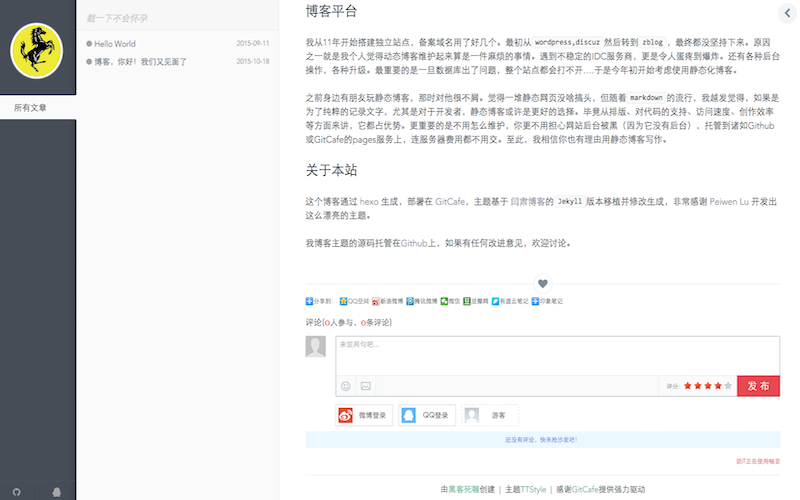 所有文章
戳一下不会怀孕
Hello World 2015-09-11
博客，你好！我们又见面了 2015-10-18
博客平台
我从11年开始搭建独立站点，备案域名用了好几个。最初从 wordpress,discuz 然后转到 zblog ，最终都没坚持下来。原因
之一就是我个人觉得动态博客维护起来算是一件麻烦的事情。遇到不稳定的IDC服务商，更是令人蛋疼到爆炸。还有各种后台
操作，各种升级。最重要的是一旦数据库出了问题，整个站点都会打不开....于是今年初开始考虑使用静态化博客。
之前身边有朋友玩静态博客，那时对他很不屑。觉得一堆静态网页没啥搞头，但随着 markdown 的流行，我越发觉得，如果是
为了纯粹的记录文字，尤其是对于开发者，静态博客或许是更好的选择。毕竟从排版、对代码的支持、访问速度、创作效率
等方面来讲，它都占优势。更重要的是不用怎么维护，你更不用担心网站后台被黑（因为它没有后台），托管到诸如Github
或GitCafe的pages服务上，连服务器费用都不用交。至此，我相信你也有理由用静态博客写作。
关于本站
这个博客通过 hexo 生成，部署在 GitCafe，主题基于 闫肃博客的 Jekyll 版本移植并修改生成，非常感谢 Peiwen Lu 开发出
这么漂亮的主题。
我博客主题的源码托管在Github上，如果有任何改进意见，欢迎讨论。
分享到： QQ空间 新浪微博 腾讯微博 微信 豆瓣网 有道云笔记 印象笔记
评论(0人参与，0条评论)
来说两句吧...
评分：
发 布
微博登录 QQ登录 游客
还没有评论，快来抢沙发吧！
您正在使用畅言
由黑客死喔创建 | 主题TTStyle | 感谢GitCafe提供强力驱动